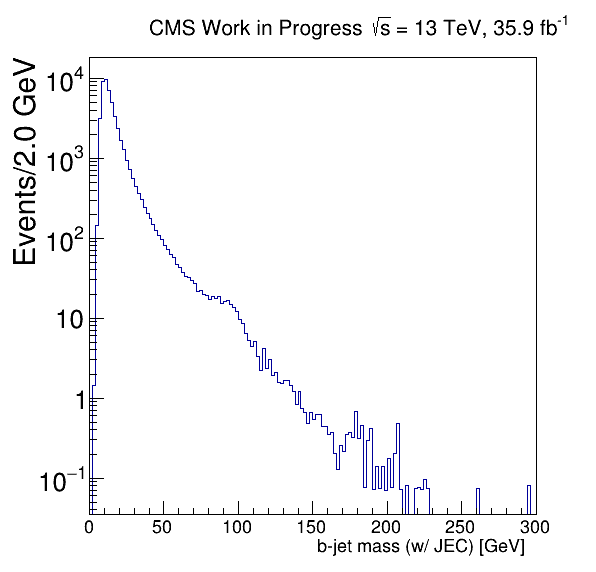 CMS Work in Progress √s = 13 TeV, 35.9 fb⁻¹
Events/2.0 GeV
10⁴
10³
10²
10
1
10⁻¹
0 50 100 150 200 250 300
b-jet mass (w/ JEC) [GeV]